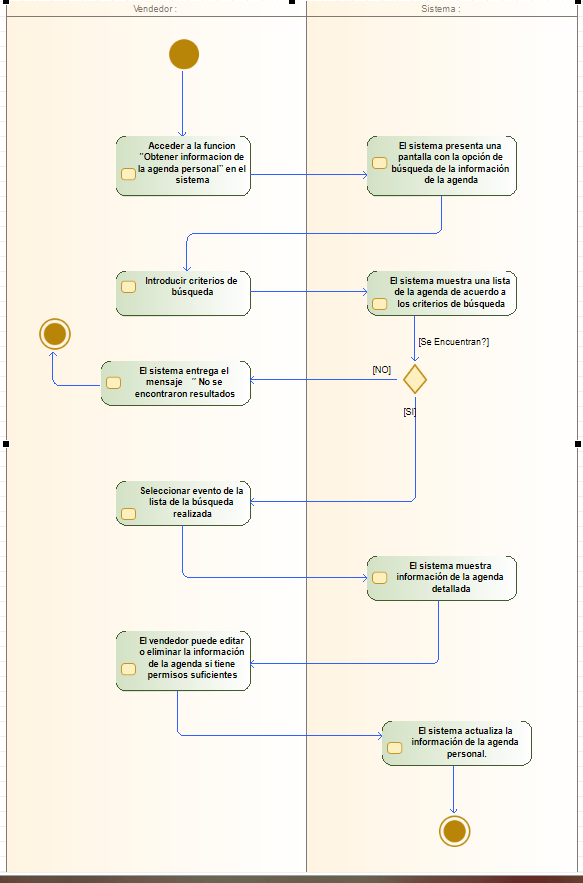 Vendedor :
Sistema :
Acceder a la funcion
"Obtener informacion de
la agenda personal" en el
sistema
El sistema presenta una
pantalla con la opción de
búsqueda de la información
de la agenda
Introducir criterios de
búsqueda
El sistema muestra una lista
de la agenda de acuerdo a
los criterios de búsqueda
[Se Encuentran?]
[NO]
El sistema entrega el
mensaje " No se
encontraron resultados
[SI]
Seleccionar evento de la
lista de la búsqueda
realizada
El sistema muestra
información de la agenda
detallada
El vendedor puede editar
o eliminar la información
de la agenda si tiene
permisos suficientes
El sistema actualiza la
información de la agenda
personal.